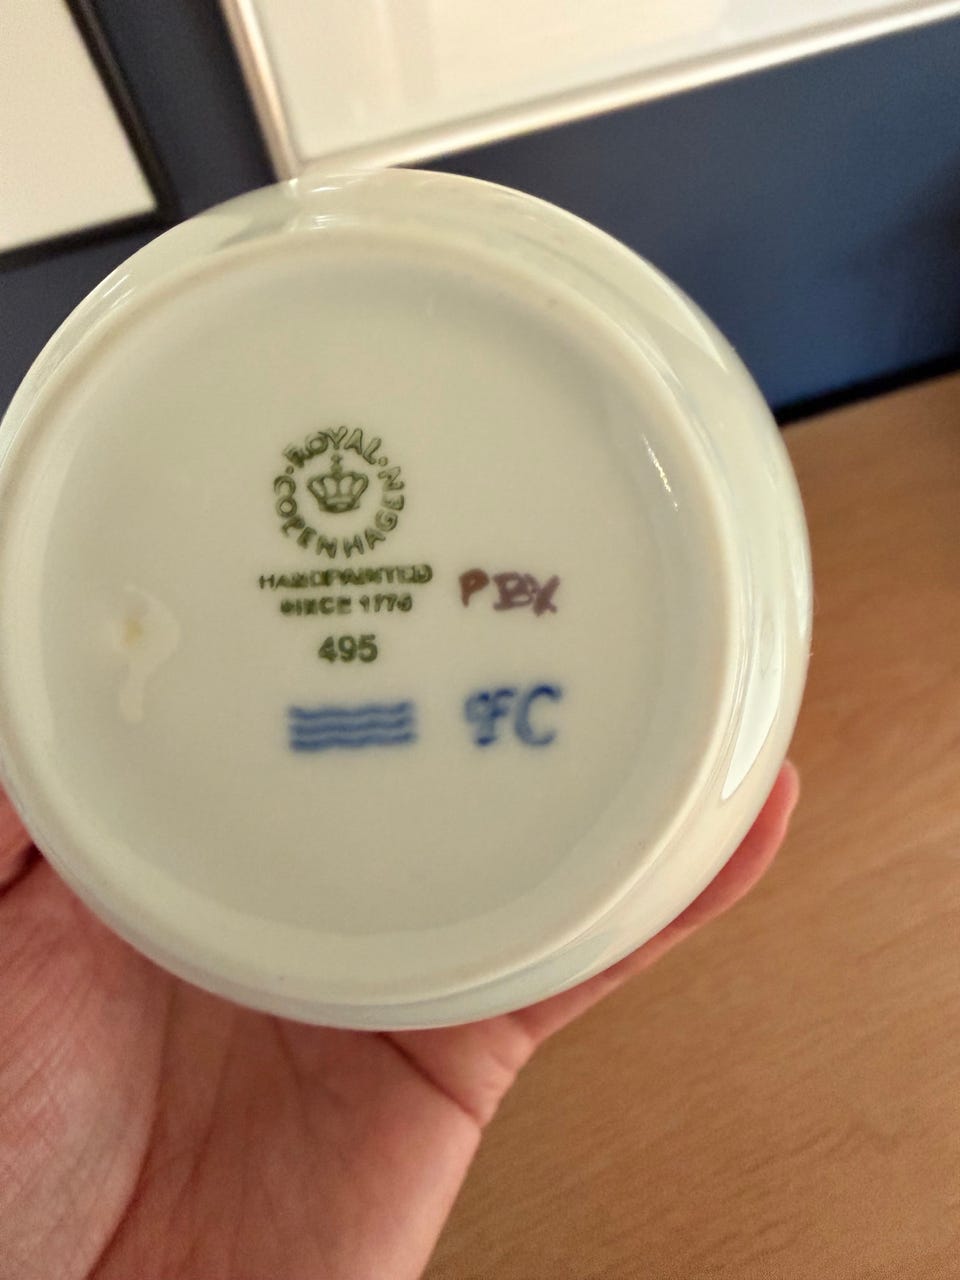 ROYAL
COPENHAGEN
HANDPAINTED
SINCE 1775
495